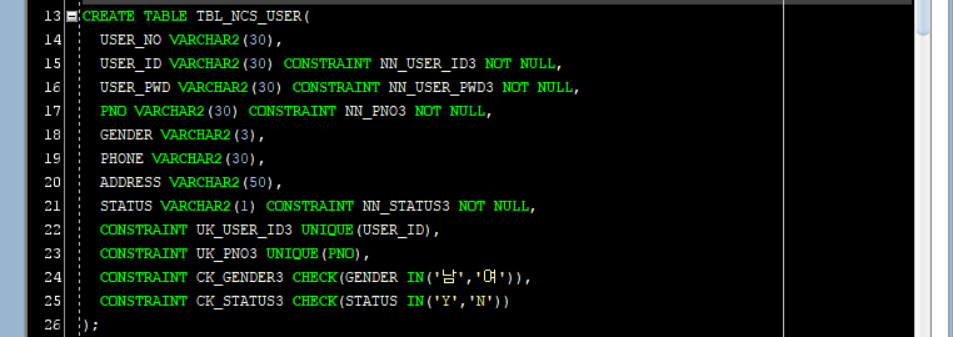 13 CREATE TABLE TBL_NCS_USER(
14 USER_NO VARCHAR2(30),
15 USER_ID VARCHAR2(30) CONSTRAINT NN_USER_ID3 NOT NULL,
16 USER_PWD VARCHAR2(30) CONSTRAINT NN_USER_PWD3 NOT NULL,
17 PNO VARCHAR2(30) CONSTRAINT NN_PNO3 NOT NULL,
18 GENDER VARCHAR2(3),
19 PHONE VARCHAR2(30),
20 ADDRESS VARCHAR2(50),
21 STATUS VARCHAR2(1) CONSTRAINT NN_STATUS3 NOT NULL,
22 CONSTRAINT UK_USER_ID3 UNIQUE(USER_ID),
23 CONSTRAINT UK_PNO3 UNIQUE(PNO),
24 CONSTRAINT CK_GENDER3 CHECK(GENDER IN('남','여')),
25 CONSTRAINT CK_STATUS3 CHECK(STATUS IN('Y','N'))
26 );